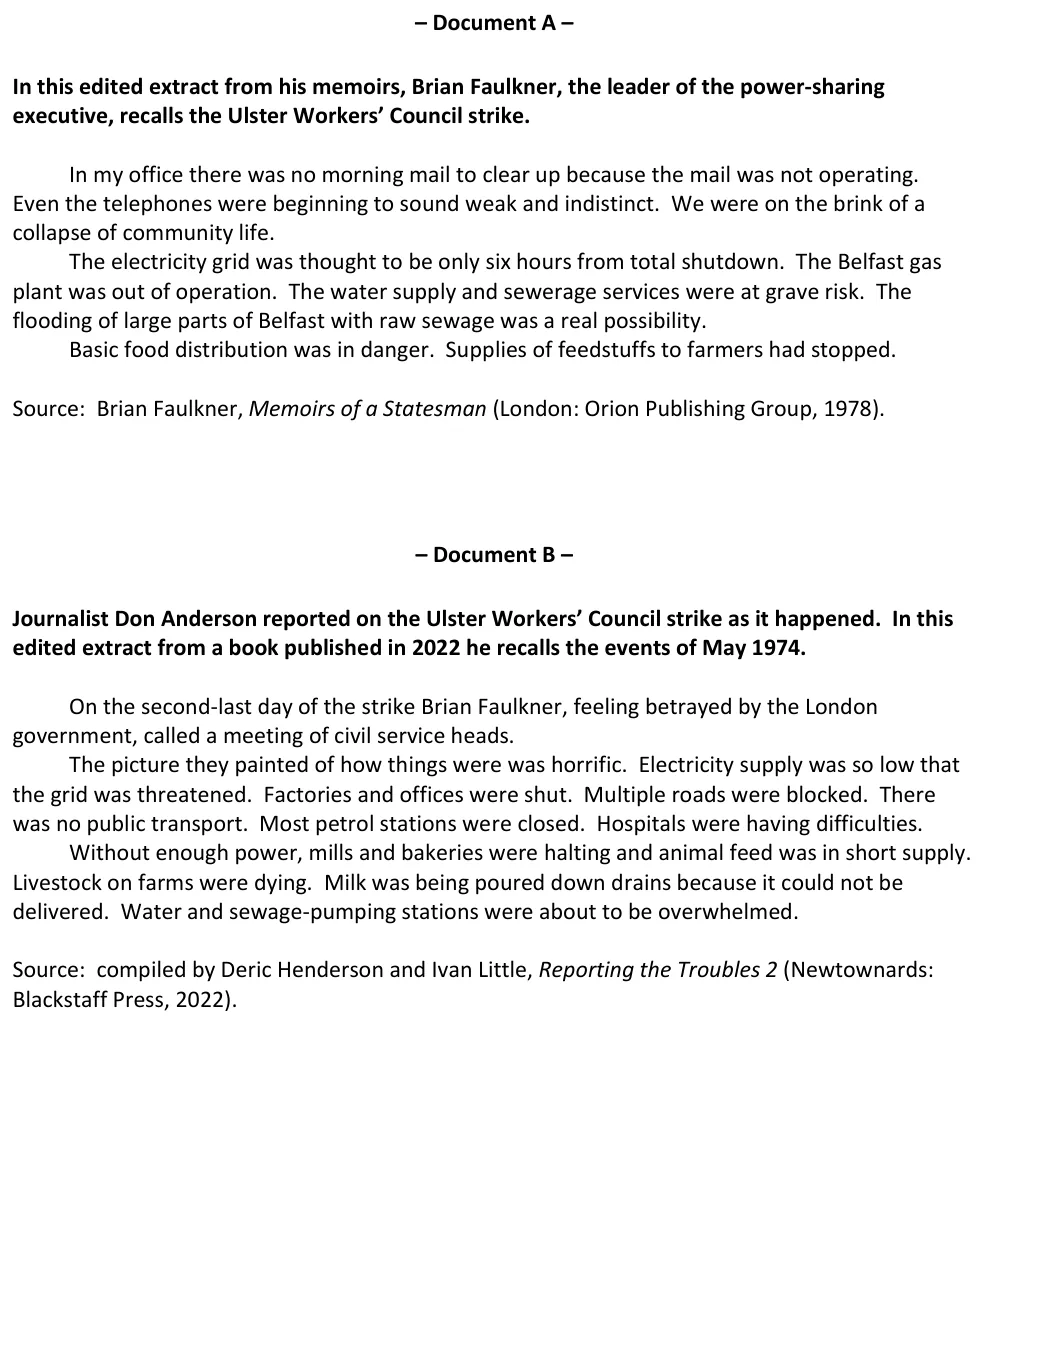 – Document A –
In this edited extract from his memoirs, Brian Faulkner, the leader of the power-sharing
executive, recalls the Ulster Workers’ Council strike.
In my office there was no morning mail to clear up because the mail was not operating.
Even the telephones were beginning to sound weak and indistinct.  We were on the brink of a
collapse of community life.
The electricity grid was thought to be only six hours from total shutdown.  The Belfast gas
plant was out of operation.  The water supply and sewerage services were at grave risk.  The
flooding of large parts of Belfast with raw sewage was a real possibility.
Basic food distribution was in danger.  Supplies of feedstuffs to farmers had stopped.
Source:  Brian Faulkner, Memoirs of a Statesman (London: Orion Publishing Group, 1978).
– Document B –
Journalist Don Anderson reported on the Ulster Workers’ Council strike as it happened.  In this
edited extract from a book published in 2022 he recalls the events of May 1974.
On the second-last day of the strike Brian Faulkner, feeling betrayed by the London
government, called a meeting of civil service heads.
The picture they painted of how things were was horrific.  Electricity supply was so low that
the grid was threatened.  Factories and offices were shut.  Multiple roads were blocked.  There
was no public transport.  Most petrol stations were closed.  Hospitals were having difficulties.
Without enough power, mills and bakeries were halting and animal feed was in short supply.
Livestock on farms were dying.  Milk was being poured down drains because it could not be
delivered.  Water and sewage-pumping stations were about to be overwhelmed.
Source:  compiled by Deric Henderson and Ivan Little, Reporting the Troubles 2 (Newtownards:
Blackstaff Press, 2022).